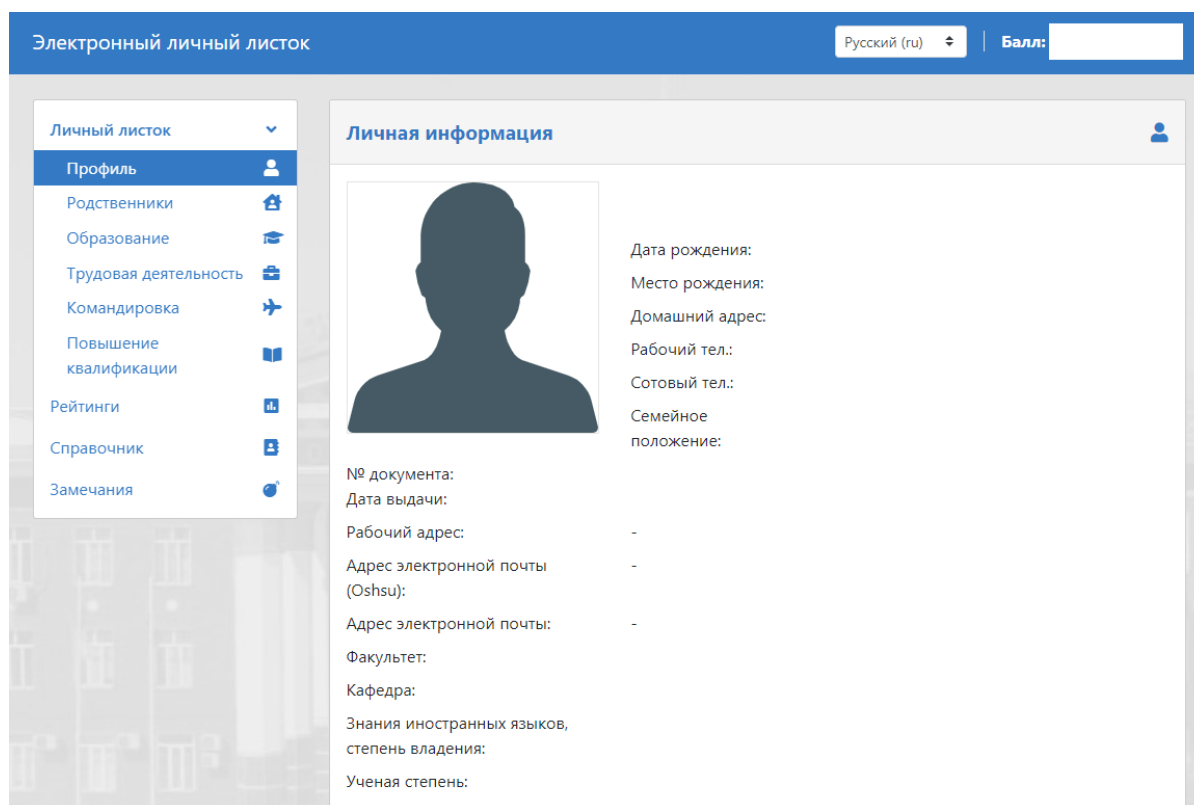 Электронный личный листок
Русский (ru)
Балл:
Личный листок
Профиль
Родственники
Образование
Трудовая деятельность
Командировка
Повышение
квалификации
Рейтинги
Справочник
Замечания
Личная информация
Дата рождения:
Место рождения:
Домашний адрес:
Рабочий тел.:
Сотовый тел.:
Семейное
положение:
№ документа:
Дата выдачи:
Рабочий адрес: -
Адрес электронной почты -
(Oshsu):
Адрес электронной почты: -
Факультет:
Кафедра:
Знания иностранных языков,
степень владения:
Ученая степень: